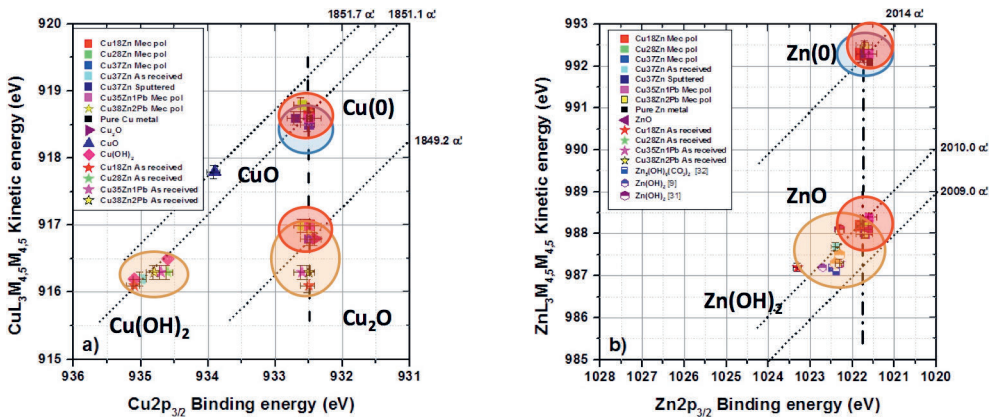 1851.7 α'
1851.1 α'
920
919
918
917
916
915
CuL₃M₄,₅M₄,₅ Kinetic energy (eV)
Cu18Zn Mec pol
Cu28Zn Mec pol
Cu37Zn Mec pol
Cu37Zn As received
Cu37Zn Sputtered
Cu35Zn1Pb Mec pol
Cu38Zn2Pb Mec pol
Pure Cu metal
Cu₂O
CuO
Cu(OH)₂
Cu18Zn As received
Cu28Zn As received
Cu35Zn1Pb As received
Cu38Zn2Pb As received
Cu(0)
1849.2 α'
CuO
Cu(OH)₂
Cu₂O
a)
936
935
934
933
932
931
Cu2p₃/₂ Binding energy (eV)
2014 α'
993
992
991
990
989
988
987
986
985
ZnL₃M₄,₅M₄,₅ Kinetic energy (eV)
Cu18Zn Mec pol
Cu28Zn Mec pol
Cu37Zn Mec pol
Cu37Zn As received
Cu37Zn Sputtered
Cu35Zn1Pb Mec pol
Cu38Zn2Pb Mec pol
Pure Zn metal
ZnO
Cu18Zn As received
Cu28Zn As received
Cu35Zn1Pb As received
Cu38Zn2Pb As received
Zn₅(OH)₆(CO₃)₂ [32]
Zn(OH)₂ [9]
Zn(OH)₂ [31]
Zn(0)
2010.0 α'
ZnO
2009.0 α'
Zn(OH)₂
b)
1028
1027
1026
1025
1024
1023
1022
1021
1020
Zn2p₃/₂ Binding energy (eV)